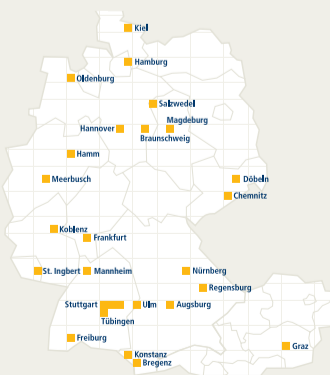 Kiel
Hamburg
Oldenburg
Salzwedel
Magdeburg
Hannover
Braunschweig
Hamm
Meerbusch
Döbeln
Chemnitz
Koblenz
Frankfurt
St. Ingbert
Mannheim
Nürnberg
Regensburg
Stuttgart
Ulm
Augsburg
Tübingen
Freiburg
Graz
Konstanz
Bregenz